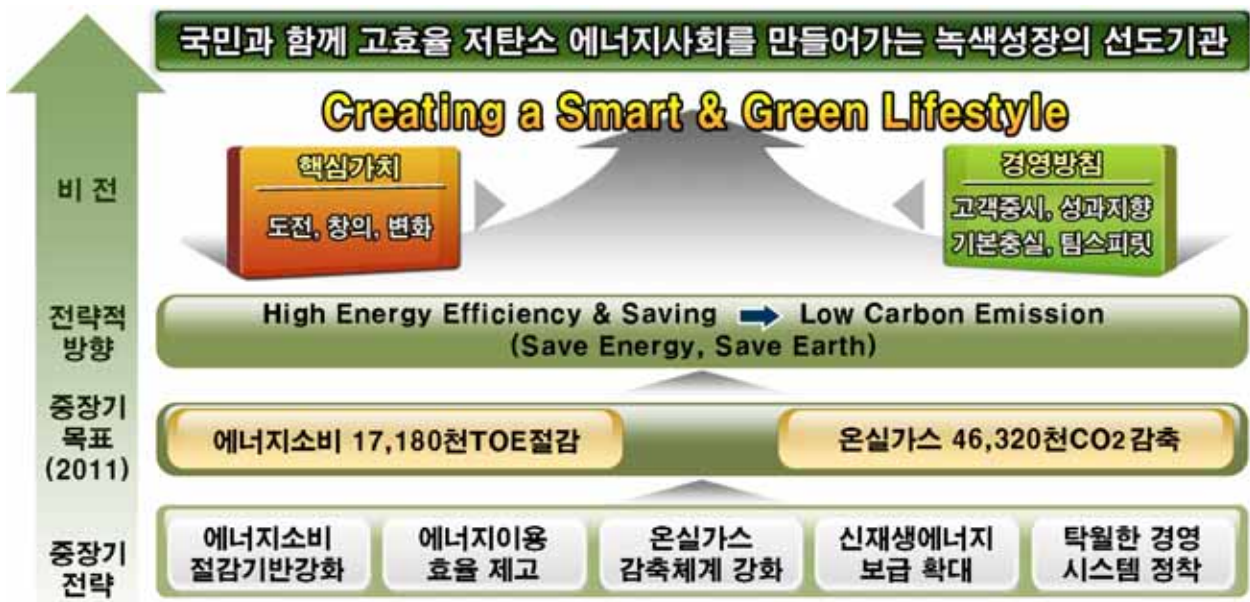 국민과 함께 고효율 저탄소 에너지사회를 만들어가는 녹색성장의 선도기관
Creating a Smart & Green Lifestyle
비 전
핵심가치
도전, 창의, 변화
경영방침
고객중시, 성과지향
기본충실, 팀스피릿
전략적
방향
High Energy Efficiency & Saving ➡ Low Carbon Emission
(Save Energy, Save Earth)
중장기
목표
(2011)
에너지소비 17,180천TOE절감
온실가스 46,320천CO2감축
중장기
전략
에너지소비
절감기반강화
에너지이용
효율 제고
온실가스
감축체계 강화
신재생에너지
보급 확대
탁월한 경영
시스템 정착